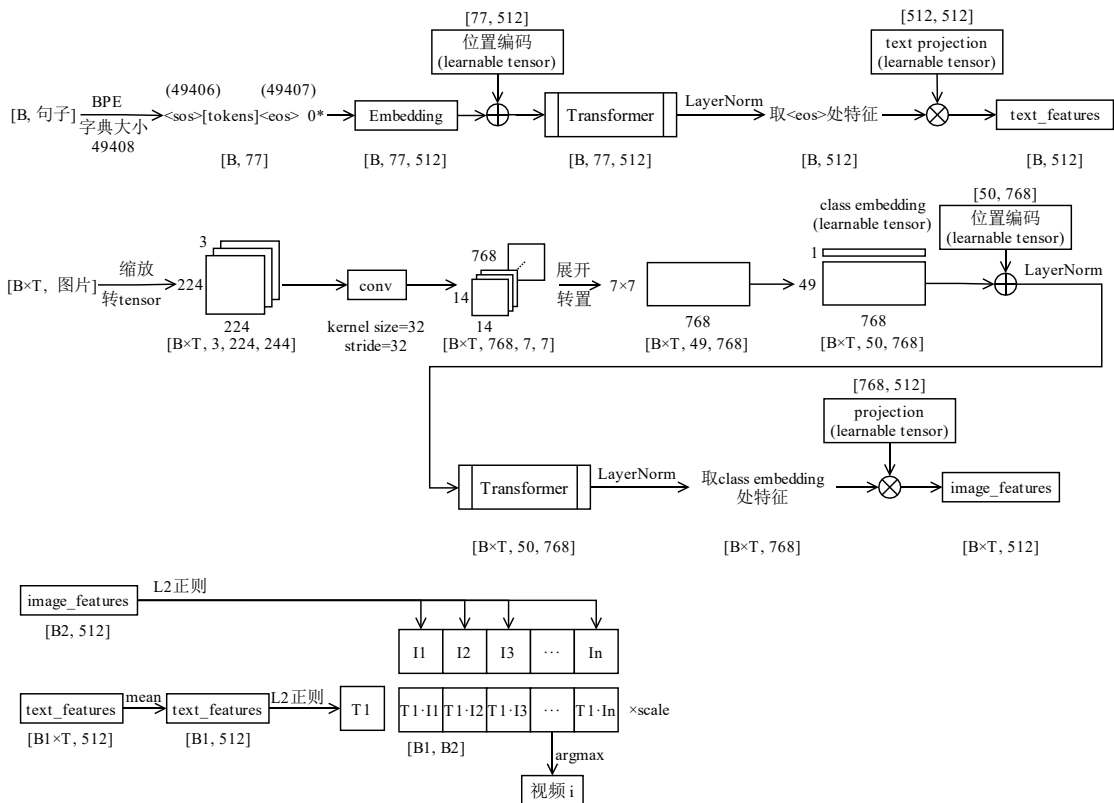 [77, 512]
位置编码
(learnable tensor)
[512, 512]
text projection
(learnable tensor)
[B, 句子]
BPE
字典大小
49408
(49406)
(49407)
<sos>[tokens]<eos> 0*
Embedding
Transformer
LayerNorm
取<eos>处特征
text_features
[B, 77]
[B, 77, 512]
[B, 77, 512]
[B, 512]
[B, 512]
[B×T, 图片]
缩放
转tensor
3
224
224
[B×T, 3, 224, 244]
conv
kernel size=32
stride=32
768
14
14
[B×T, 768, 7, 7]
展开
转置
7×7
768
[B×T, 49, 768]
class embedding
(learnable tensor)
1
49
768
[B×T, 50, 768]
[50, 768]
位置编码
(learnable tensor)
LayerNorm
[768, 512]
projection
(learnable tensor)
Transformer
LayerNorm
取class embedding
处特征
image_features
[B×T, 50, 768]
[B×T, 768]
[B×T, 512]
image_features
L2正则
[B2, 512]
I1
I2
I3
···
In
text_features
mean
text_features
L2正则
T1
T1·I1
T1·I2
T1·I3
···
T1·In
×scale
[B1×T, 512]
[B1, 512]
[B1, B2]
argmax
视频 i